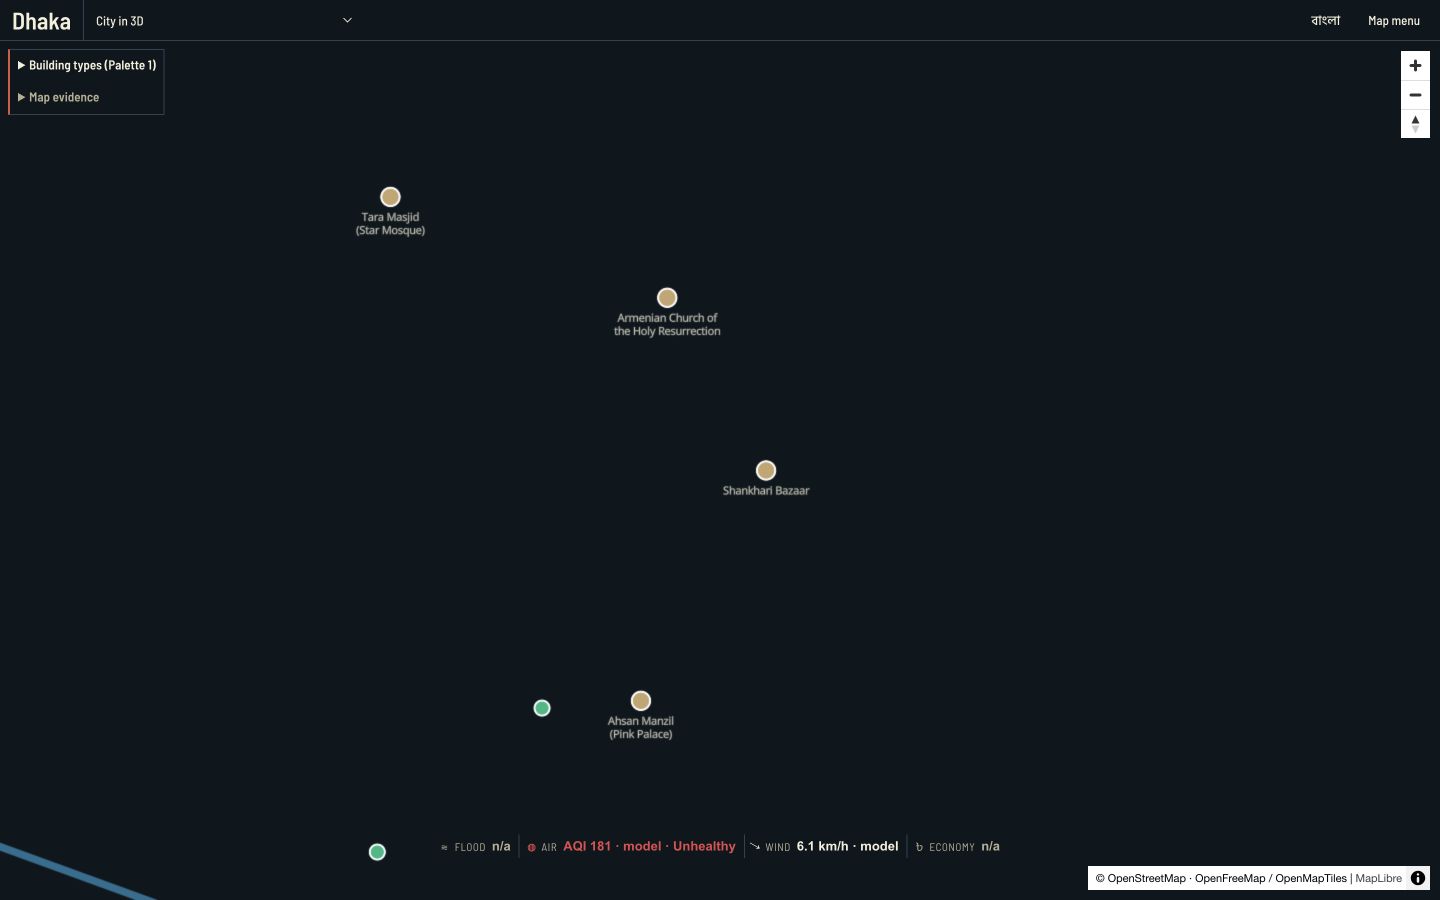 Dhaka
City in 3D
বাংলা
Map menu
Building types (Palette 1)
Map evidence
Tara Masjid
(Star Mosque)
Armenian Church of
the Holy Resurrection
Shankhari Bazaar
Ahsan Manzil
(Pink Palace)
≈ FLOOD n/a
AIR AQI 181 · model · Unhealthy
WIND 6.1 km/h · model
৳ ECONOMY n/a
© OpenStreetMap · OpenFreeMap / OpenMapTiles | MapLibre